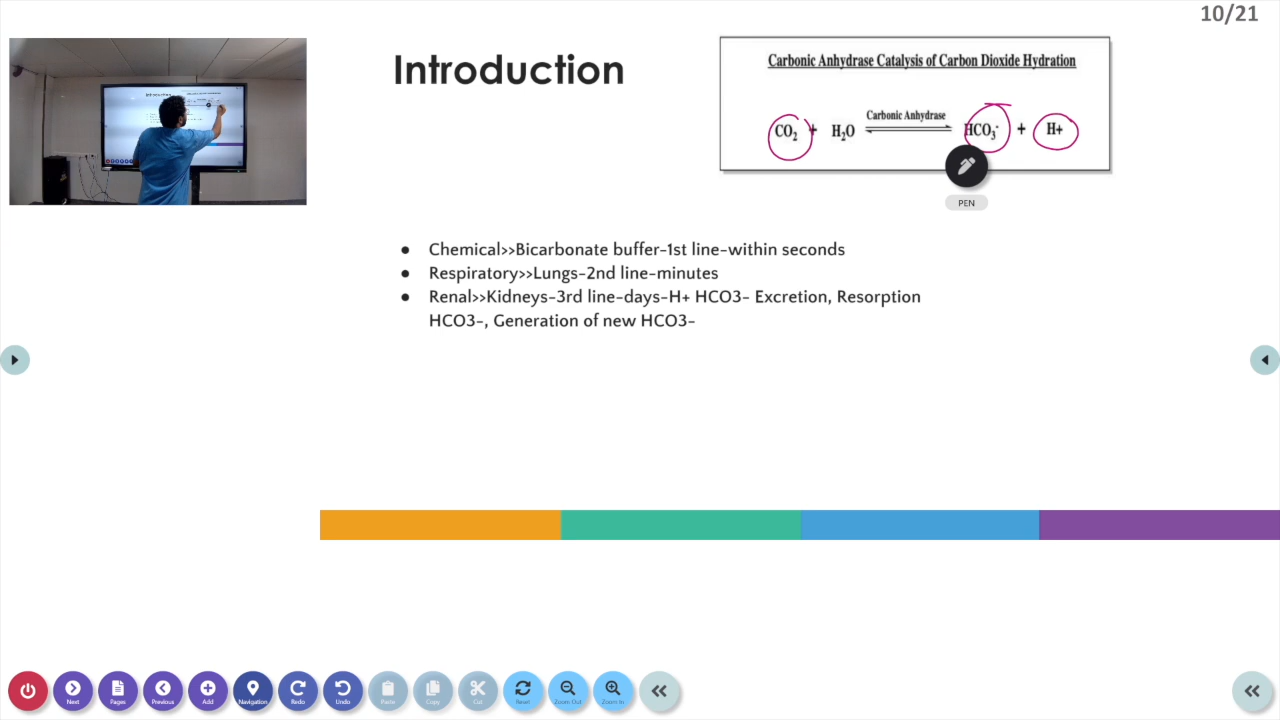 10/21
Introduction
Carbonic Anhydrase Catalysis of Carbon Dioxide Hydration
Carbonic Anhydrase
CO₂ + H₂O HCO₃⁻ + H+
PEN
● Chemical>>Bicarbonate buffer-1st line-within seconds
● Respiratory>>Lungs-2nd line-minutes
● Renal>>Kidneys-3rd line-days-H+ HCO3- Excretion, Resorption
HCO3-, Generation of new HCO3-
Next Pages Previous Add Navigation Redo Undo Paste Copy Cut Reset Zoom Out Zoom In